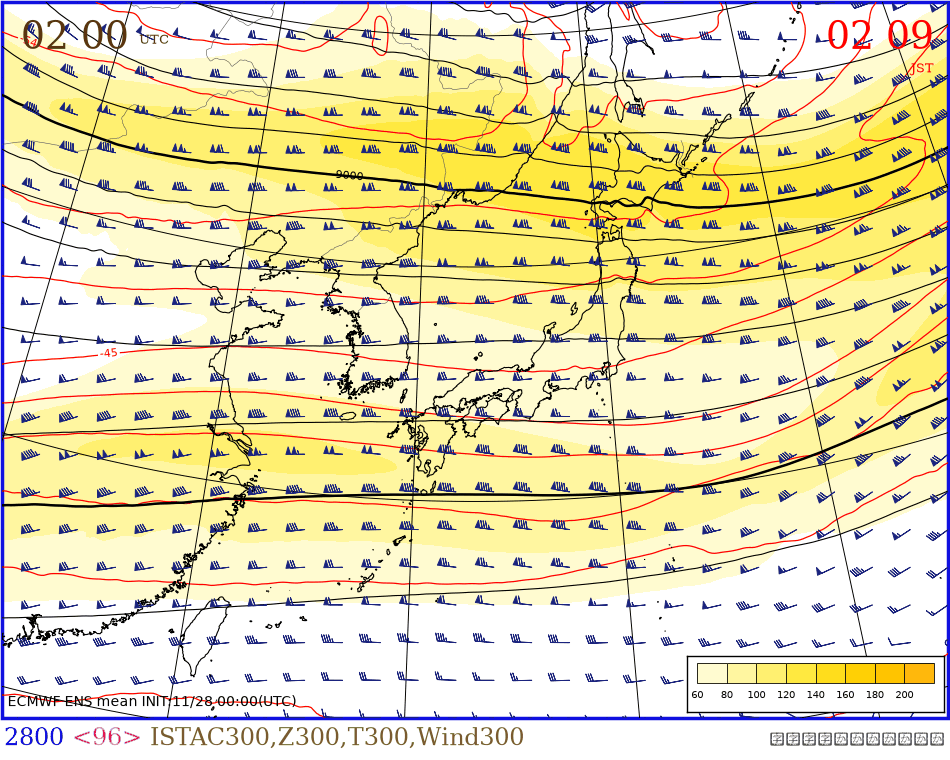 02 00 UTC
02 09 JST
9000
-45
60 80 100 120 140 160 180 200
ECMWF ENS mean INIT:11/28 00:00(UTC)
2800 <96> ISTAC300,Z300,T300,Wind300